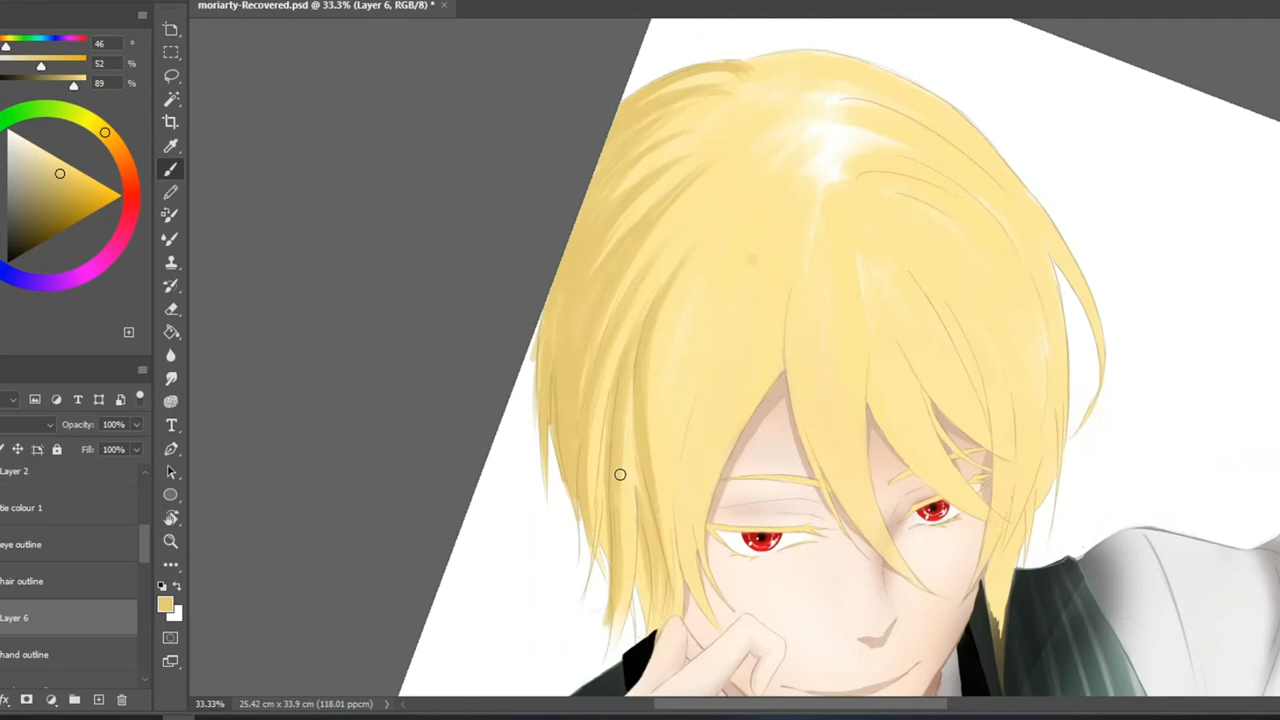 moriarty-Recovered.psd @ 33.3% (Layer 6, RGB/8) *
46 °
52 %
89 %
Opacity: 100%
Fill: 100%
Layer 2
tie colour 1
eye outline
hair outline
Layer 6
hand outline
33.33% 25.42 cm x 33.9 cm (118.01 ppcm)